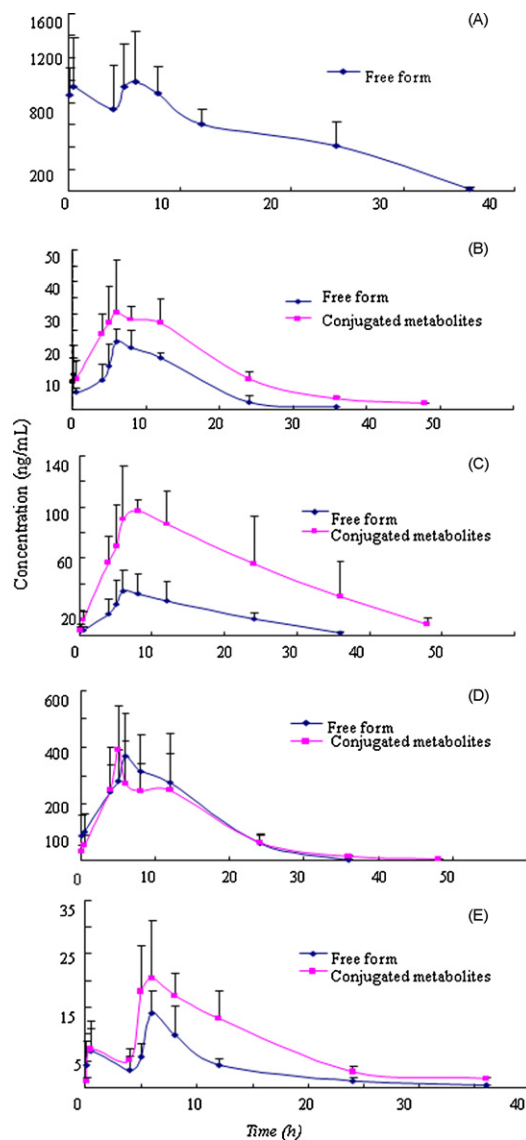 (A)
1600
1200
800
200
Free form
0 10 20 30 40
(B)
50
40
30
20
10
Free form
Conjugated metabolites
0 10 20 30 40 50
(C)
140
100
60
20
Free form
Conjugated metabolites
0 10 20 30 40 50
(D)
600
400
200
100
Free form
Conjugated metabolites
0 10 20 30 40 50
(E)
35
25
15
5
Free form
Conjugated metabolites
0 10 20 30 40
Concentration (ng/mL)
Time (h)